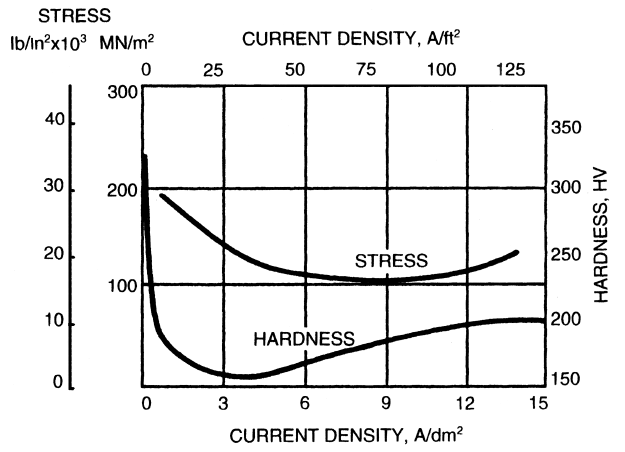 STRESS
lb/in²x10³ MN/m²
CURRENT DENSITY, A/ft²
0 25 50 75 100 125
300
200
100
40
30
20
10
0
350
300
250
200
150
HARDNESS, HV
STRESS
HARDNESS
0 3 6 9 12 15
CURRENT DENSITY, A/dm²